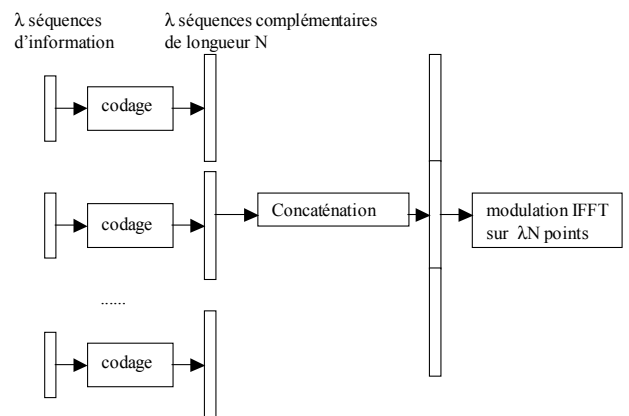 λ séquences
d'information
λ séquences complémentaires
de longueur N
codage
codage
Concaténation
modulation IFFT
sur λN points
......
codage